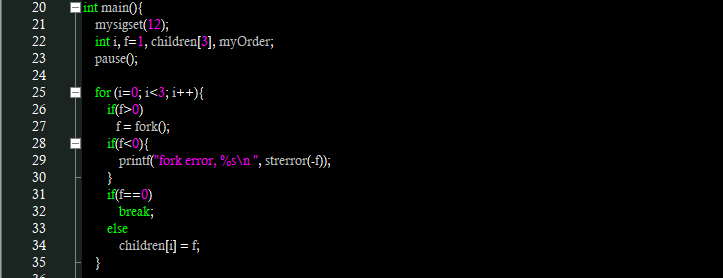 20 int main(){
21 mysigset(12);
22 int i, f=1, children[3], myOrder;
23 pause();
24
25 for (i=0; i<3; i++){
26 if(f>0)
27 f = fork();
28 if(f<0){
29 printf("fork error, %s\n ", strerror(-f));
30 }
31 if(f==0)
32 break;
33 else
34 children[i] = f;
35 }